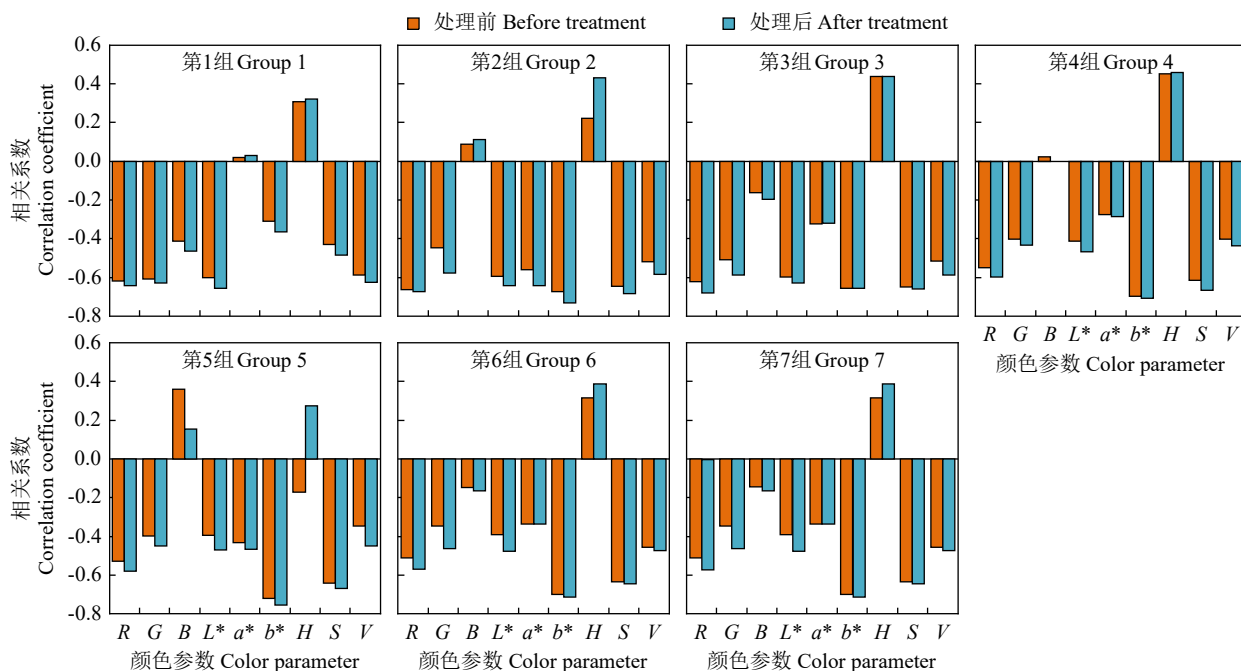 处理前 Before treatment 处理后 After treatment
第1组 Group 1 第2组 Group 2 第3组 Group 3 第4组 Group 4
0.6
0.4
0.2
0.0
-0.2
-0.4
-0.6
-0.8
相关系数
Correlation coefficient
R G B L* a* b* H S V
颜色参数 Color parameter
第5组 Group 5 第6组 Group 6 第7组 Group 7
0.6
0.4
0.2
0.0
-0.2
-0.4
-0.6
-0.8
相关系数
Correlation coefficient
R G B L* a* b* H S V R G B L* a* b* H S V R G B L* a* b* H S V
颜色参数 Color parameter 颜色参数 Color parameter 颜色参数 Color parameter